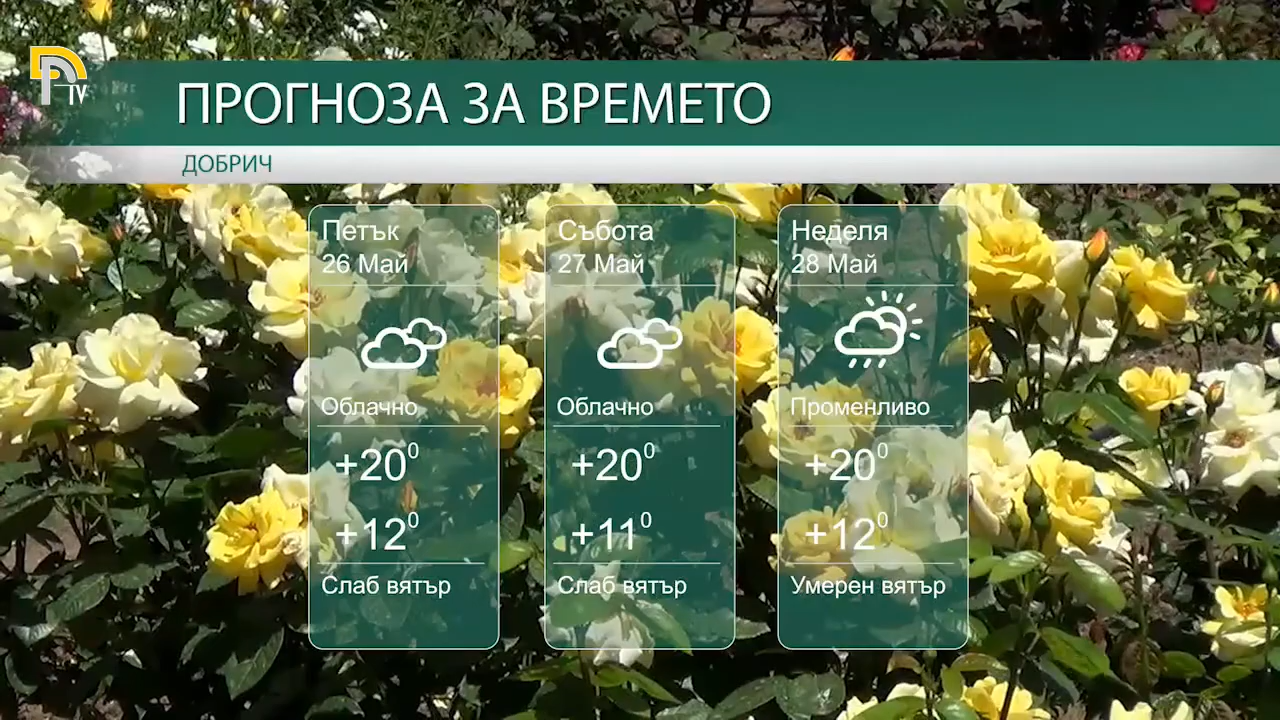 TV
ПРОГНОЗА ЗА ВРЕМЕТО
ДОБРИЧ
Петък
26 Май
Облачно
+20⁰
+12⁰
Слаб вятър
Събота
27 Май
Облачно
+20⁰
+11⁰
Слаб вятър
Неделя
28 Май
Променливо
+20⁰
+12⁰
Умерен вятър